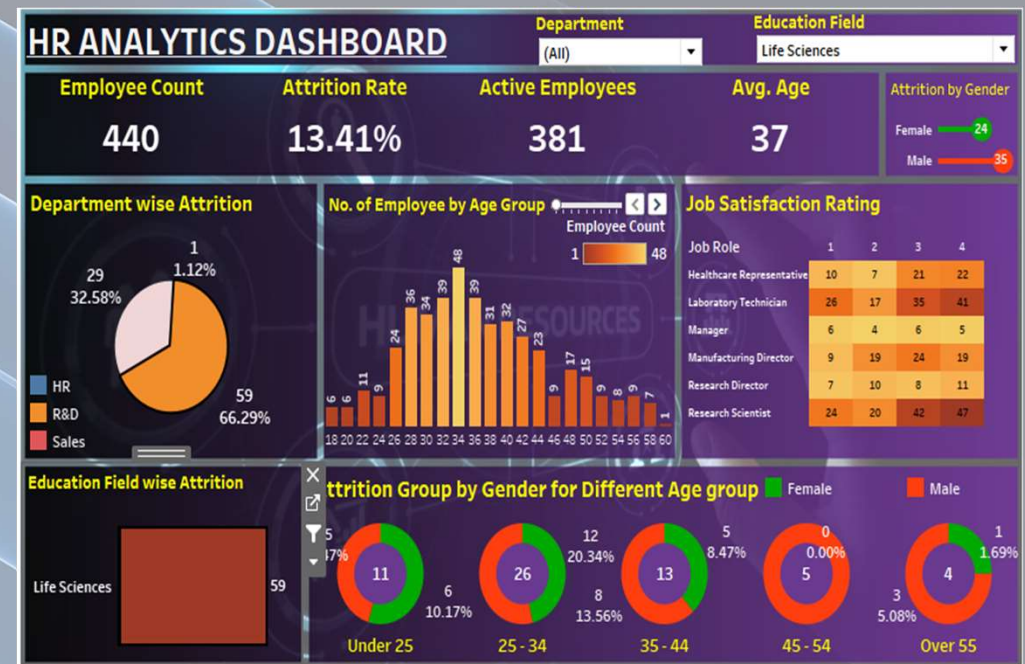 HR ANALYTICS DASHBOARD
Department
(All)
Education Field
Life Sciences
Employee Count
440
Attrition Rate
13.41%
Active Employees
381
Avg. Age
37
Attrition by Gender
Female 24
Male 35
Department wise Attrition
1
1.12%
29
32.58%
59
66.29%
HR
R&D
Sales
No. of Employee by Age Group
Employee Count
1 48
6 6 11 9 24 36 34 39 48 39 31 32 27 23 9 17 15 9 8 9 7 1
18 20 22 24 26 28 30 32 34 36 38 40 42 44 46 48 50 52 54 56 58 60
Job Satisfaction Rating
Job Role 1 2 3 4
Healthcare Representative 10 7 21 22
Laboratory Technician 26 17 35 41
Manager 6 4 6 5
Manufacturing Director 9 19 24 19
Research Director 7 10 8 11
Research Scientist 24 20 42 47
Education Field wise Attrition
Life Sciences 59
ttrition Group by Gender for Different Age group
Female
Male
5
47%
11
6
10.17%
Under 25
26
12
20.34%
25 - 34
8
13.56%
13
5
8.47%
35 - 44
0
0.00%
5
45 - 54
1
1.69%
4
3
5.08%
Over 55